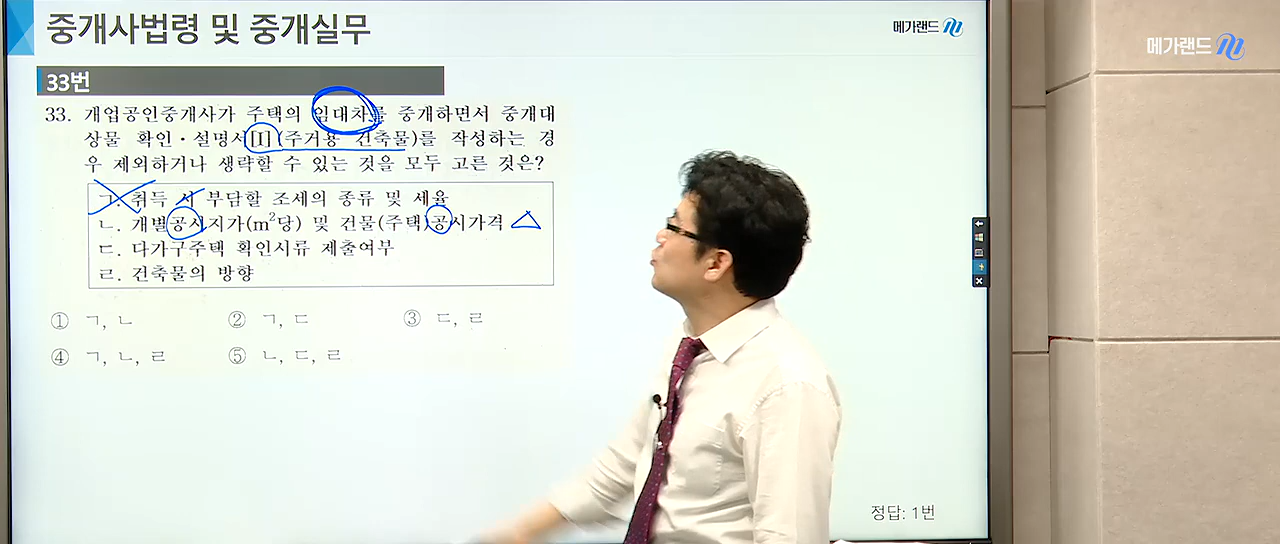 중개사법령 및 중개실무
메가랜드
메가랜드
33번
33. 개업공인중개사가 주택의 임대차를 중개하면서 중개대
상물 확인·설명서[Ⅰ](주거용 건축물)를 작성하는 경
우 제외하거나 생략할 수 있는 것을 모두 고른 것은?
ㄱ. 취득 시 부담할 조세의 종류 및 세율
ㄴ. 개별공시지가(m²당) 및 건물(주택)공시가격
ㄷ. 다가구주택 확인시류 제출여부
ㄹ. 건축물의 방향
① ㄱ, ㄴ ② ㄱ, ㄷ ③ ㄷ, ㄹ
④ ㄱ, ㄴ, ㄹ ⑤ ㄴ, ㄷ, ㄹ
정답: 1번